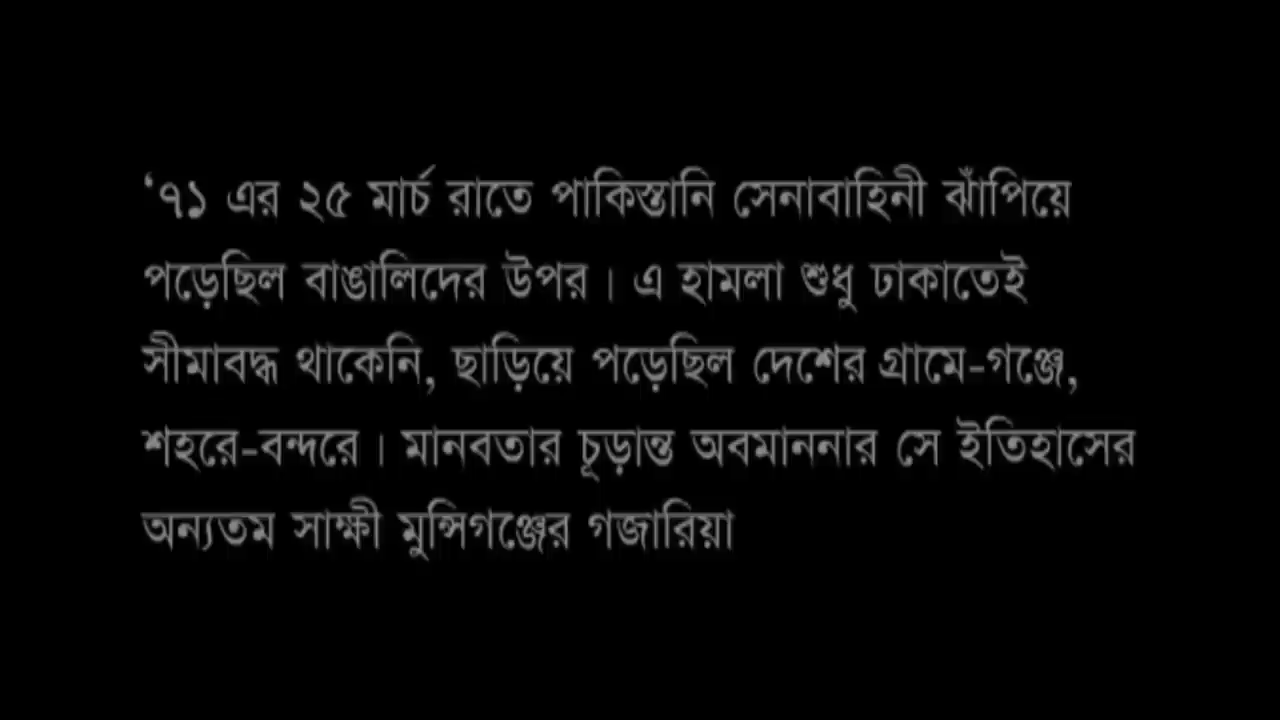 ‘৭১ এর ২৫ মার্চ রাতে পাকিস্তানি সেনাবাহিনী ঝাঁপিয়ে
পড়েছিল বাঙালিদের উপর। এ হামলা শুধু ঢাকাতেই
সীমাবদ্ধ থাকেনি, ছাড়িয়ে পড়েছিল দেশের গ্রামে-গঞ্জে,
শহরে-বন্দরে। মানবতার চূড়ান্ত অবমাননার সে ইতিহাসের
অন্যতম সাক্ষী মুন্সিগঞ্জের গজারিয়া